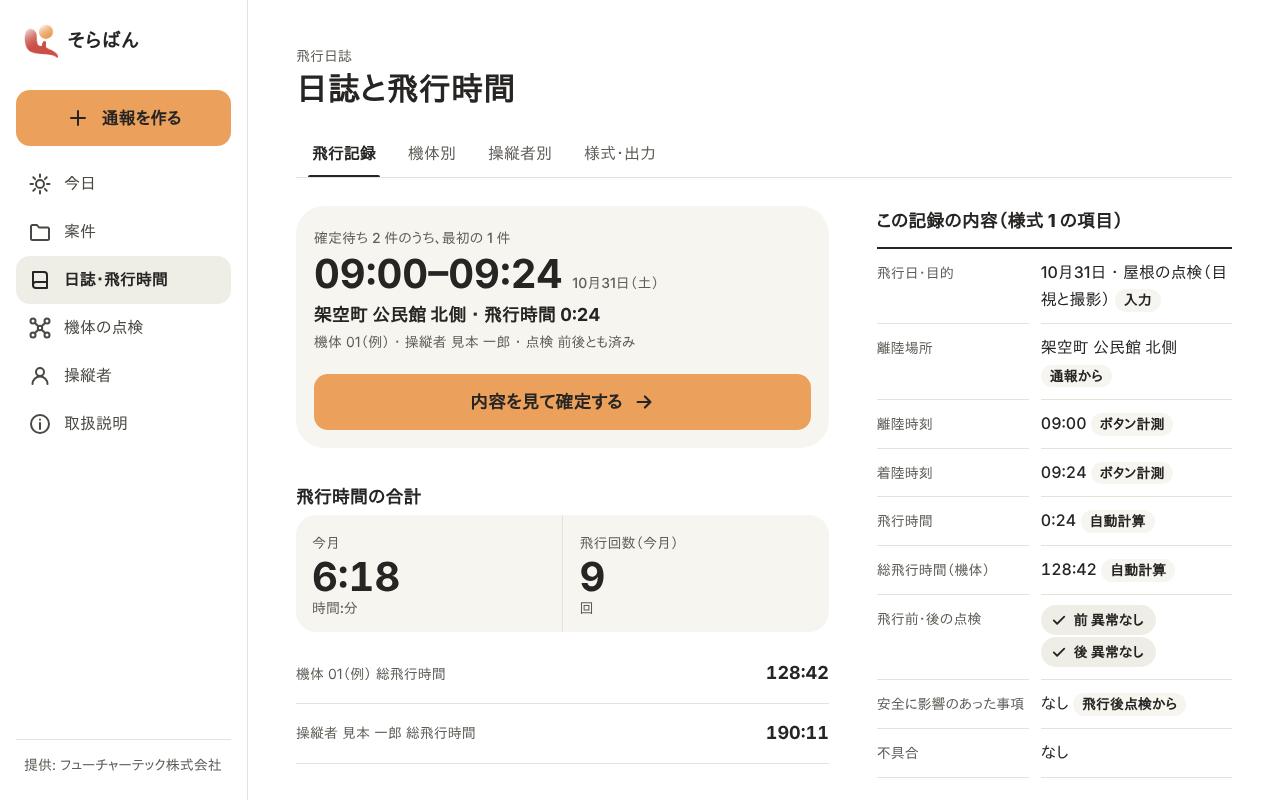 そらばん
通報を作る
今日
案件
日誌・飛行時間
機体の点検
操縦者
取扱説明
提供: フューチャーテック株式会社
飛行日誌
日誌と飛行時間
飛行記録
機体別
操縦者別
様式・出力
確定待ち 2 件のうち、最初の 1 件
09:00–09:24 10月31日（土）
架空町 公民館 北側・飛行時間 0:24
機体 01（例）・操縦者 見本 一郎・点検 前後とも済み
内容を見て確定する →
飛行時間の合計
今月
6:18
時間:分
飛行回数（今月）
9
回
機体 01（例） 総飛行時間 128:42
操縦者 見本 一郎 総飛行時間 190:11
この記録の内容（様式 1 の項目）
飛行日・目的 10月31日・屋根の点検（目
視と撮影） 入力
離陸場所 架空町 公民館 北側
通報から
離陸時刻 09:00 ボタン計測
着陸時刻 09:24 ボタン計測
飛行時間 0:24 自動計算
総飛行時間（機体） 128:42 自動計算
飛行前・後の点検 前 異常なし
後 異常なし
安全に影響のあった事項 なし 飛行後点検から
不具合 なし